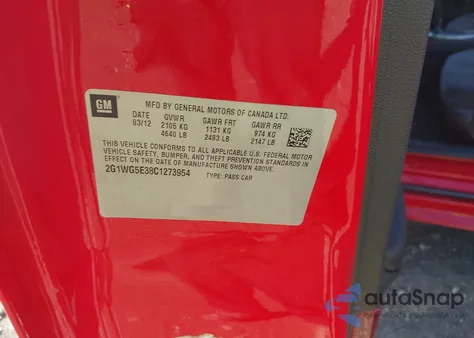 GM
MFD BY GENERAL MOTORS OF CANADA LTD.
DATE GVWR GAWR FRT GAWR RR
03/12 2105 KG 1131 KG 974 KG
4640 LB 2493 LB 2147 LB
THIS VEHICLE CONFORMS TO ALL APPLICABLE U.S. FEDERAL MOTOR
VEHICLE SAFETY, BUMPER, AND THEFT PREVENTION STANDARDS IN
EFFECT ON THE DATE OF MANUFACTURE SHOWN ABOVE.
2G1WG5E38C1273954
TYPE: PASS CAR
autoSnap